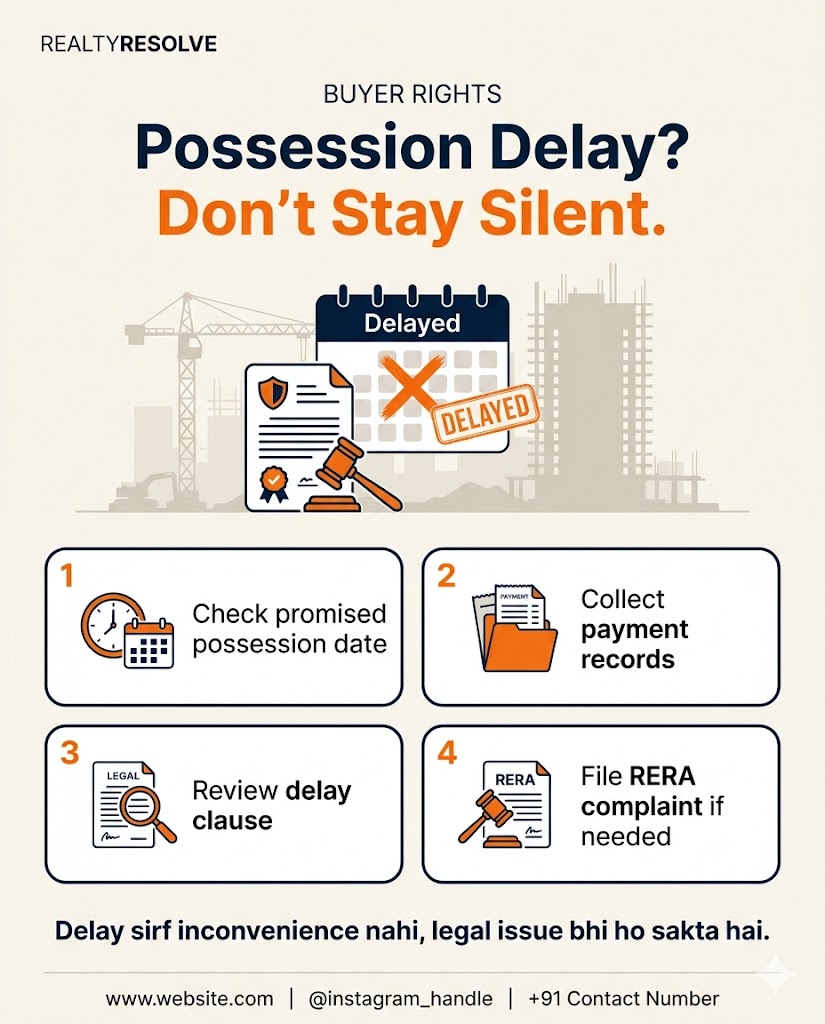 REALTYRESOLVE
BUYER RIGHTS
Possession Delay?
Don't Stay Silent.
Delayed
DELAYED
1
Check promised
possession date
2
PAYMENT
Collect
payment
records
3
LEGAL
Review delay
clause
4
RERA
File RERA
complaint if
needed
Delay sirf inconvenience nahi, legal issue bhi ho sakta hai.
www.website.com | @instagram_handle | +91 Contact Number